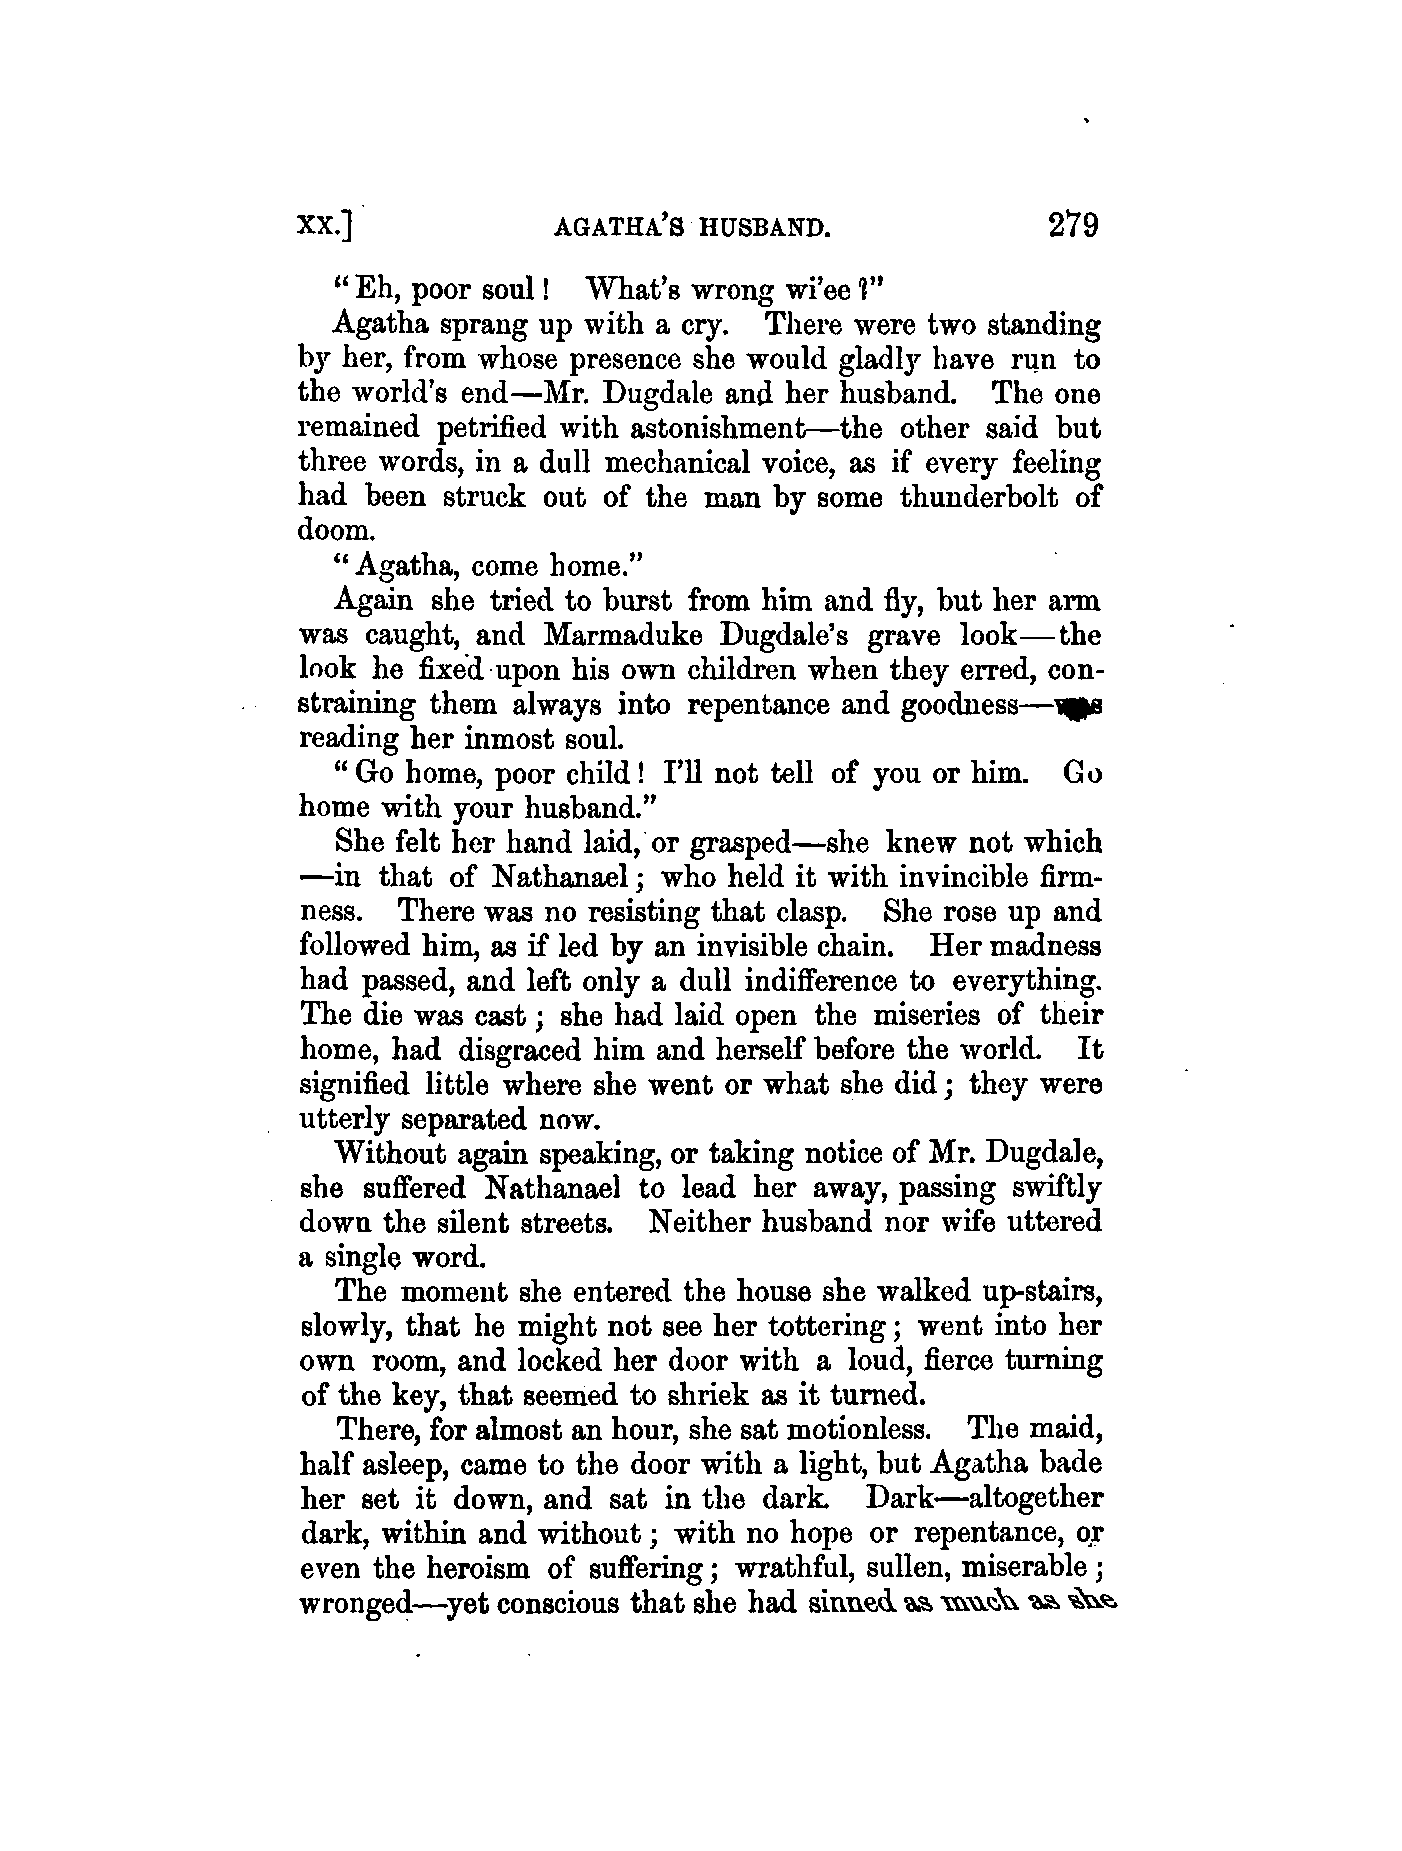 XX.] AGATHA'S HUSBAND. 279
"Eh, poor soul! What's wrong wi'ee?"
Agatha sprang up with a cry. There were two standing
by her, from whose presence she would gladly have run to
the world's end—Mr. Dugdale and her husband. The one
remained petrified with astonishment—the other said but
three words, in a dull mechanical voice, as if every feeling
had been struck out of the man by some thunderbolt of
doom.
"Agatha, come home."
Again she tried to burst from him and fly, but her arm
was caught, and Marmaduke Dugdale's grave look—the
look he fixed upon his own children when they erred, con-
straining them always into repentance and goodness—was
reading her inmost soul.
"Go home, poor child! I'll not tell of you or him. Go
home with your husband."
She felt her hand laid, or grasped—she knew not which
—in that of Nathanael; who held it with invincible firm-
ness. There was no resisting that clasp. She rose up and
followed him, as if led by an invisible chain. Her madness
had passed, and left only a dull indifference to everything.
The die was cast; she had laid open the miseries of their
home, had disgraced him and herself before the world. It
signified little where she went or what she did; they were
utterly separated now.
Without again speaking, or taking notice of Mr. Dugdale,
she suffered Nathanael to lead her away, passing swiftly
down the silent streets. Neither husband nor wife uttered
a single word.
The moment she entered the house she walked up-stairs,
slowly, that he might not see her tottering; went into her
own room, and locked her door with a loud, fierce turning
of the key, that seemed to shriek as it turned.
There, for almost an hour, she sat motionless. The maid,
half asleep, came to the door with a light, but Agatha bade
her set it down, and sat in the dark. Dark—altogether
dark, within and without; with no hope or repentance, or
even the heroism of suffering; wrathful, sullen, miserable;
wronged—yet conscious that she had sinned as much as she